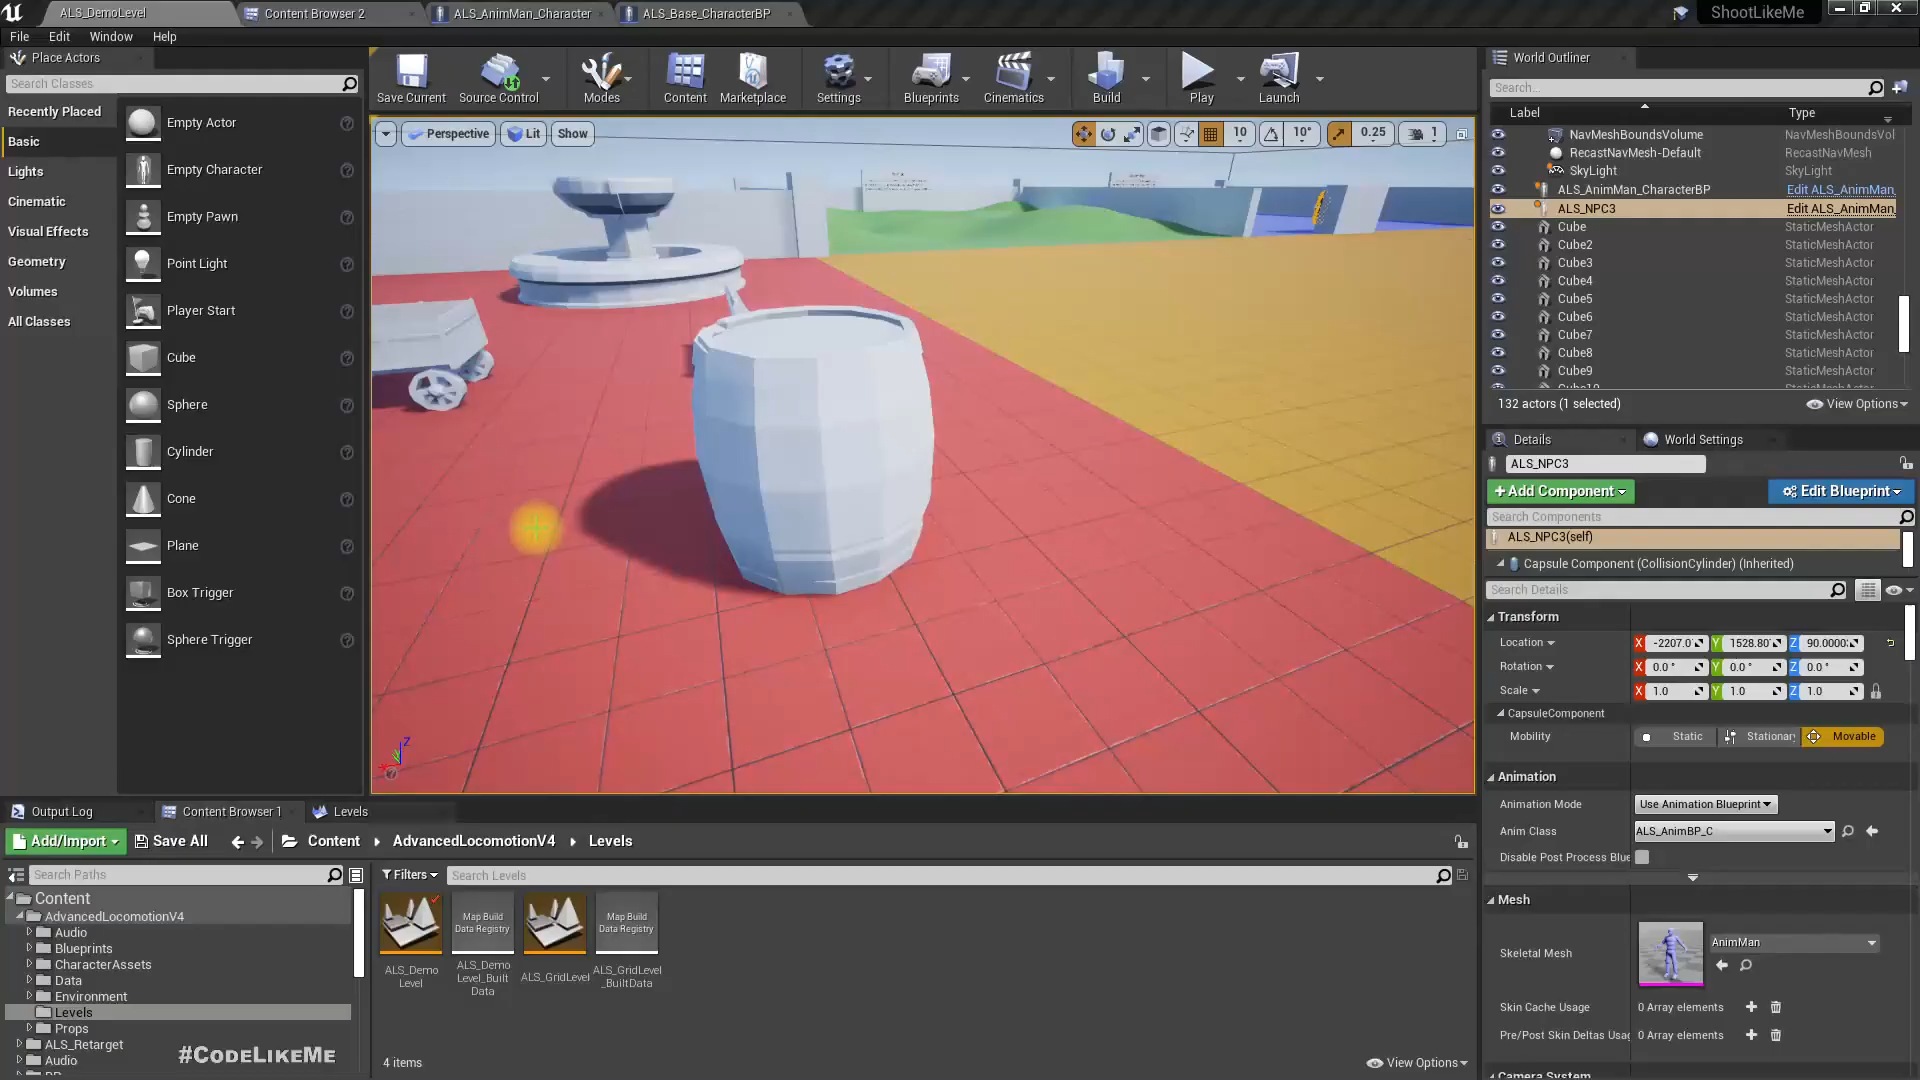 ALS_DemoLevel
Content Browser 2
ALS_AnimMan_Character
ALS_Base_CharacterBP
ShootLikeMe
File
Edit
Window
Help
Place Actors
Search Classes
Recently Placed
Basic
Lights
Cinematic
Visual Effects
Geometry
Volumes
All Classes
Empty Actor
Empty Character
Empty Pawn
Point Light
Player Start
Cube
Sphere
Cylinder
Cone
Plane
Box Trigger
Sphere Trigger
Save Current
Source Control
Modes
Content
Marketplace
Settings
Blueprints
Cinematics
Build
Play
Launch
Perspective
Lit
Show
10
10°
0.25
1
Z
World Outliner
Search...
Label
Type
NavMeshBoundsVolume
NavMeshBoundsVol
RecastNavMesh-Default
RecastNavMesh
SkyLight
SkyLight
ALS_AnimMan_CharacterBP
Edit ALS_AnimMan
ALS_NPC3
Edit ALS_AnimMan
Cube
StaticMeshActor
Cube2
StaticMeshActor
Cube3
StaticMeshActor
Cube4
StaticMeshActor
Cube5
StaticMeshActor
Cube6
StaticMeshActor
Cube7
StaticMeshActor
Cube8
StaticMeshActor
Cube9
StaticMeshActor
132 actors (1 selected)
View Options
Details
World Settings
ALS_NPC3
+Add Component
Edit Blueprint
Search Components
ALS_NPC3(self)
Capsule Component (CollisionCylinder) (Inherited)
Search Details
Transform
Location
X -2207.0
Y 1528.80
Z 90.0000
Rotation
X 0.0 °
Y 0.0 °
Z 0.0 °
Scale
X 1.0
Y 1.0
Z 1.0
CapsuleComponent
Mobility
Static
Stationary
Movable
Animation
Animation Mode
Use Animation Blueprint
Anim Class
ALS_AnimBP_C
Disable Post Process Blue
Mesh
Skeletal Mesh
AnimMan
Skin Cache Usage
0 Array elements
Pre/Post Skin Deltas Usag
0 Array elements
Camera System
Output Log
Content Browser 1
Levels
Add/Import
Save All
Content
AdvancedLocomotionV4
Levels
Search Paths
Filters
Search Levels
Content
AdvancedLocomotionV4
Audio
Blueprints
CharacterAssets
Data
Environment
Levels
Props
ALS_Retarget
Audio
#CodeLikeMe
Map Build
Data Registry
Map Build
Data Registry
ALS_Demo
Level
ALS_Demo
Level_Built
Data
ALS_GridLevel
ALS_GridLevel
_BuiltData
4 items
View Options